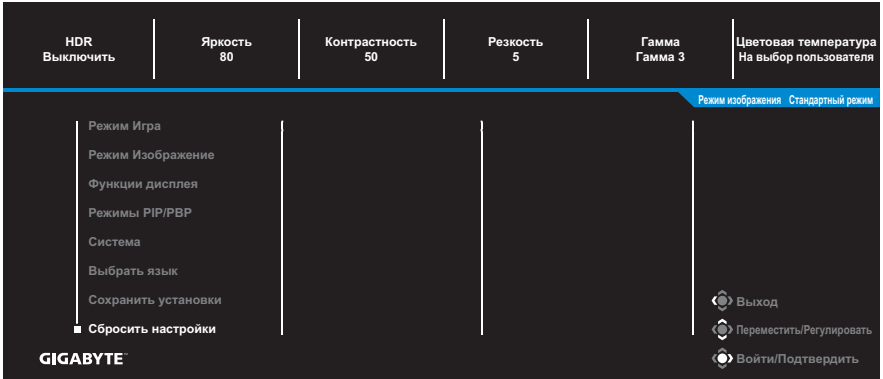 HDR
Выключить
Яркость
80
Контрастность
50
Резкость
5
Гамма
Гамма 3
Цветовая температура
На выбор пользователя
Режим изображения Стандартный режим
Режим Игра
Режим Изображение
Функции дисплея
Режимы PIP/PBP
Система
Выбрать язык
Сохранить установки
Сбросить настройки
Выход
Переместить/Регулировать
Войти/Подтвердить
GIGABYTE™